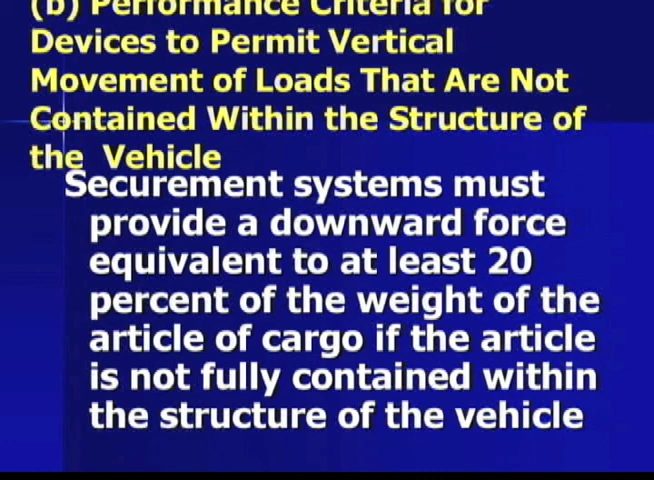 (b) Performance Criteria for
Devices to Permit Vertical
Movement of Loads That Are Not
Contained Within the Structure of
the Vehicle
Securement systems must
provide a downward force
equivalent to at least 20
percent of the weight of the
article of cargo if the article
is not fully contained within
the structure of the vehicle